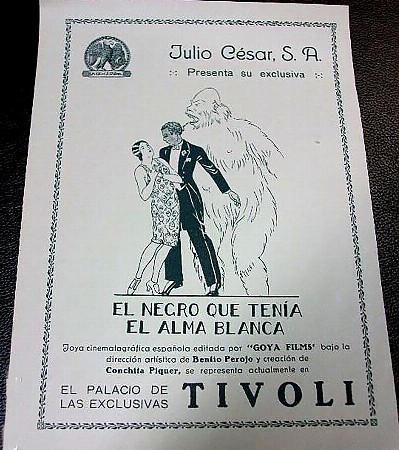 Julio César, S. A.
Presenta su exclusiva
EL NEGRO QUE TENÍA
EL ALMA BLANCA
Joya cinematográfica española editada por "GOYA FILMS" bajo la
dirección artística de Benito Perojo y creación de
Conchita Piquer, se representa actualmente en
EL PALACIO DE
LAS EXCLUSIVAS
TIVOLI